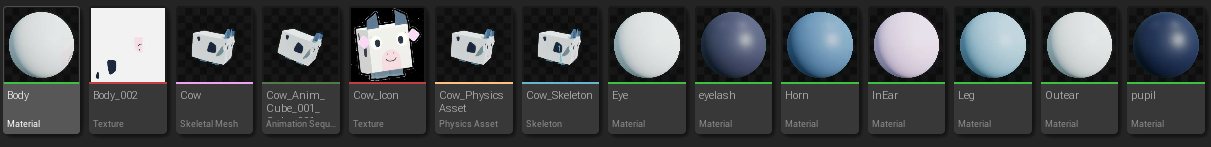 Body
Material
Body_002
Texture
Cow
Skeletal Mesh
Cow_Anim_
Cube_001_
Animation Sequ...
Cow_Icon
Texture
Cow_Physics
Asset
Physics Asset
Cow_Skeleton
Skeleton
Eye
Material
eyelash
Material
Horn
Material
InEar
Material
Leg
Material
Outear
Material
pupil
Material